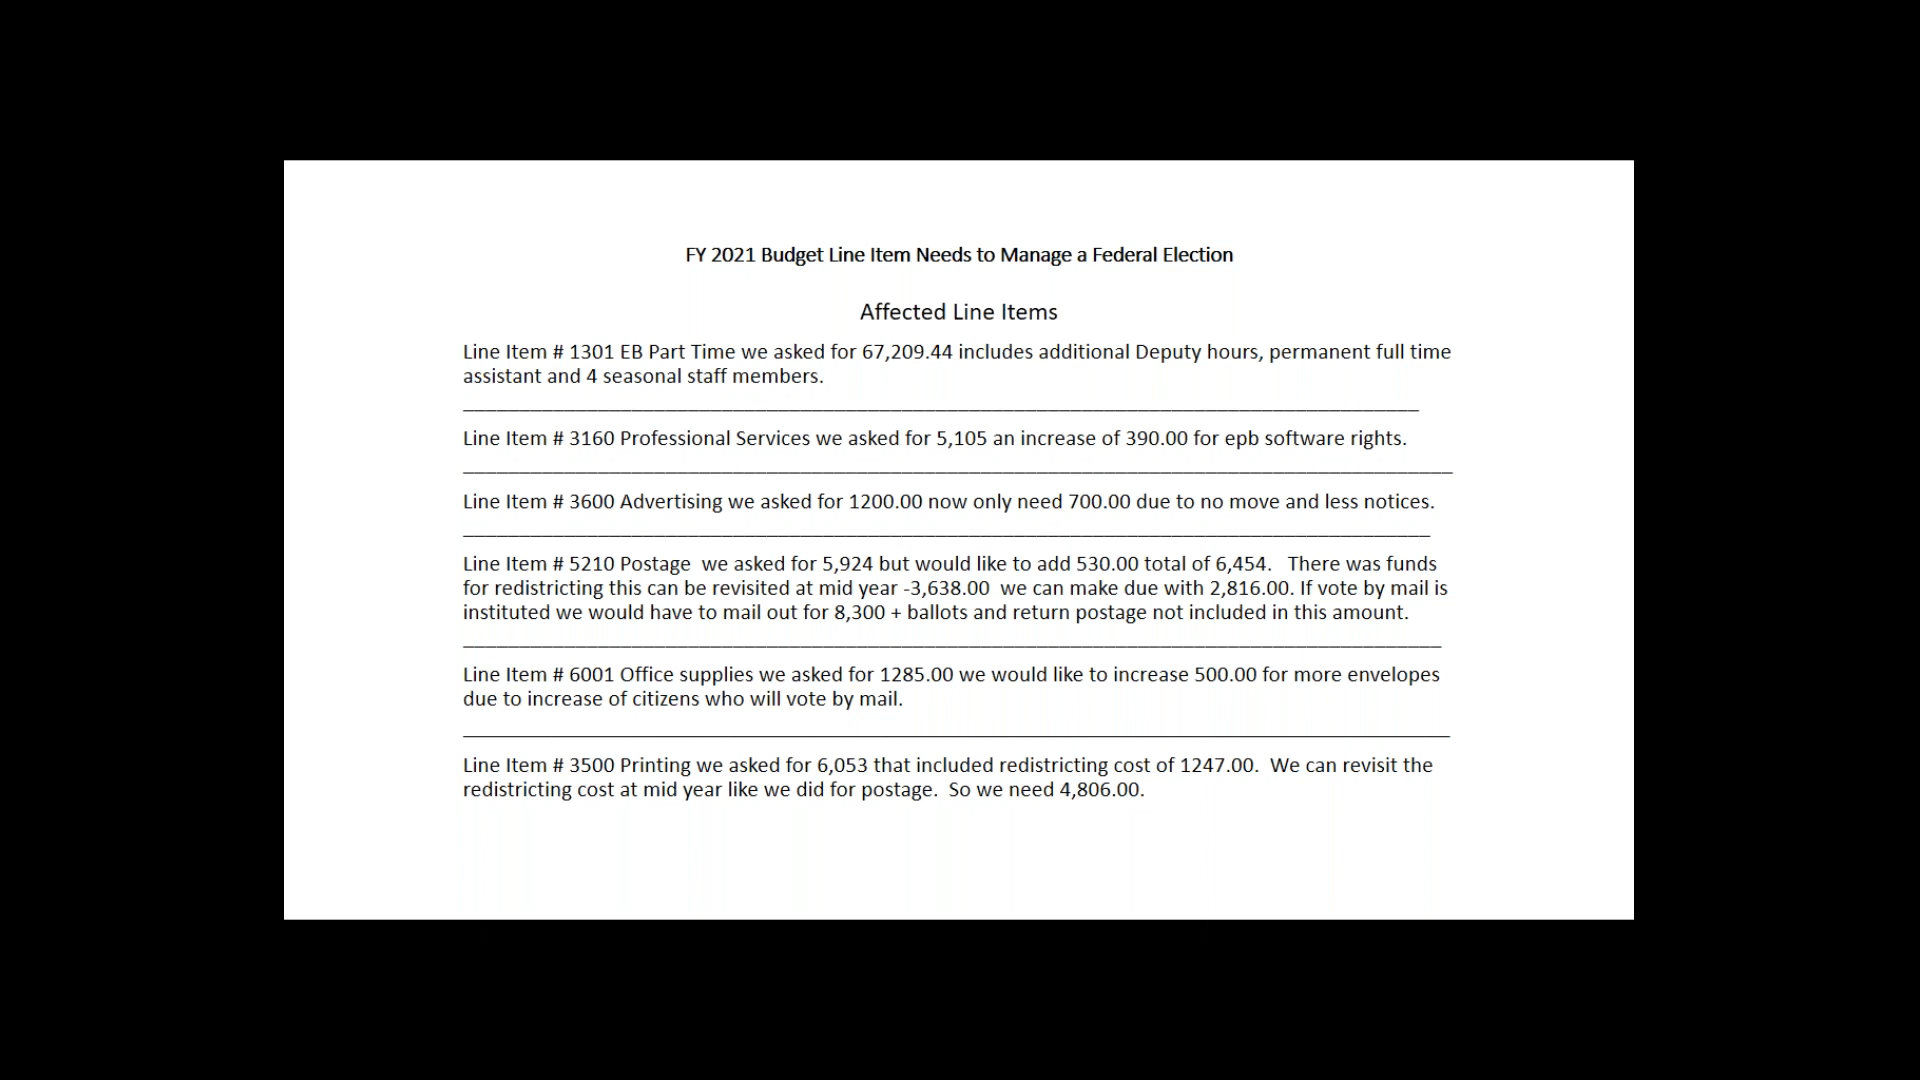 FY 2021 Budget Line Item Needs to Manage a Federal Election
Affected Line Items
Line Item # 1301 EB Part Time we asked for 67,209.44 includes additional Deputy hours, permanent full time
assistant and 4 seasonal staff members.
Line Item # 3160 Professional Services we asked for 5,105 an increase of 390.00 for epb software rights.
Line Item # 3600 Advertising we asked for 1200.00 now only need 700.00 due to no move and less notices.
Line Item # 5210 Postage  we asked for 5,924 but would like to add 530.00 total of 6,454.   There was funds
for redistricting this can be revisited at mid year -3,638.00  we can make due with 2,816.00. If vote by mail is
instituted we would have to mail out for 8,300 + ballots and return postage not included in this amount.
Line Item # 6001 Office supplies we asked for 1285.00 we would like to increase 500.00 for more envelopes
due to increase of citizens who will vote by mail.
Line Item # 3500 Printing we asked for 6,053 that included redistricting cost of 1247.00.  We can revisit the
redistricting cost at mid year like we did for postage.  So we need 4,806.00.